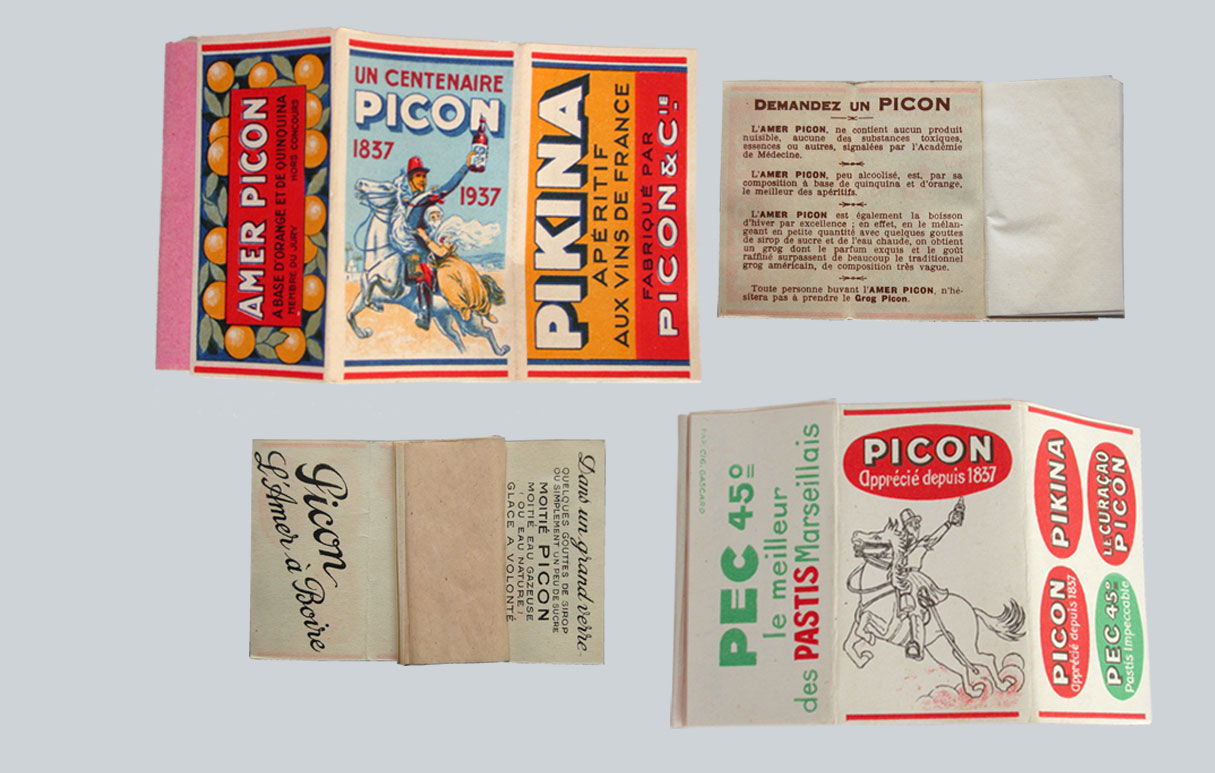 AMER PICON
A BASE D'ORANGE ET DE QUINQUINA
MEMBRE DU JURY HORS CONCOURS
UN CENTENAIRE
PICON
1837
1937
PIKINA
APÉRITIF
AUX VINS DE FRANCE
FABRIQUÉ PAR
PICON & Cie
DEMANDEZ UN PICON
L'AMER PICON, ne contient aucun produit
nuisible, aucune des substances toxiques,
essences ou autres, signalées par l'Académie
de Médecine.
L'AMER PICON, peu alcoolisé, est, par sa
composition à base de quinquina et d'orange,
le meilleur des apéritifs.
L'AMER PICON est également la boisson
d'hiver par excellence ; en effet, en le mélan-
geant en petite quantité avec quelques gouttes
de sirop de sucre et de l'eau chaude, on obtient
un grog dont le parfum exquis et le goût
raffiné surpassent de beaucoup le traditionnel
grog américain, de composition très vague.
Toute personne buvant l'AMER PICON, n'hé-
sitera pas à prendre le Grog Picon.
Picon
L'Amer à Boire
Dans un grand verre
QUELQUES GOUTTES DE SIROP
OU SIMPLEMENT UN PEU DE SUCRE
MOITIÉ PICON
MOITIÉ EAU GAZEUSE
(OU EAU NATURE)
GLACE A VOLONTÉ
PAP. CIG. GASCARD
PEC 45º
le meilleur
des PASTIS Marseillais
PICON
Apprécié depuis 1837
PIKINA
LE CURAÇAO
PICON
PICON
Apprécié depuis 1837
PEC 45º
Pastis Impeccable